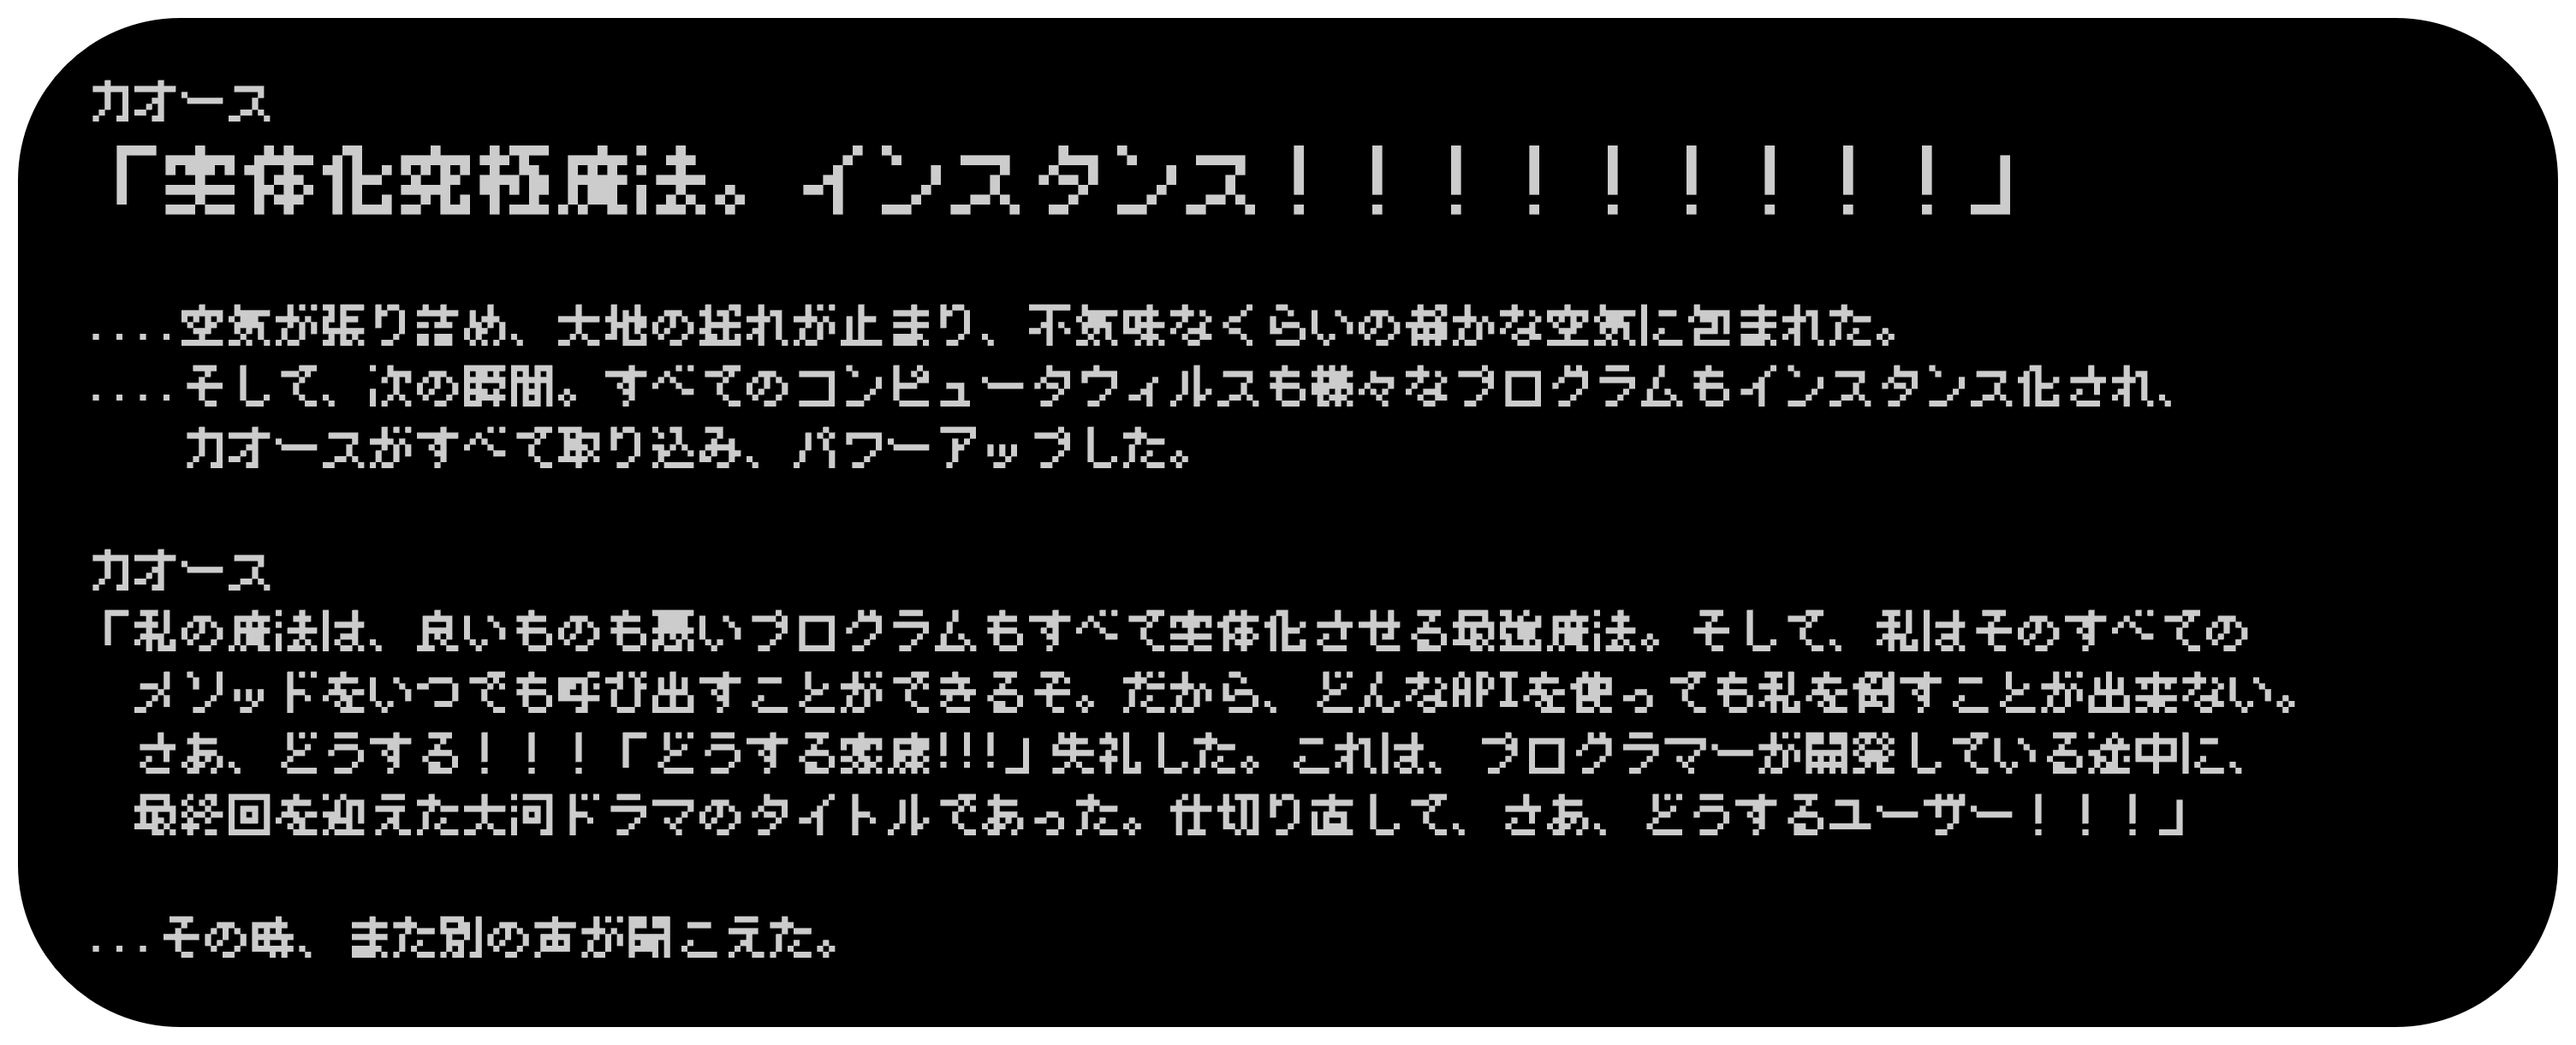 カオース
「実体化究極魔法。インスタンス！！！！！！！！！」
....空気が張り詰め、大地の揺れが止まり、不気味なくらいの静かな空気に包まれた。
....そして、次の瞬間。すべてのコンピュータウィルスも様々なプログラムもインスタンス化され、
カオースがすべて取り込み、パワーアップした。
カオース
「私の魔法は、良いものも悪いプログラムもすべて実体化させる最強魔法。そして、私はそのすべての
メソッドをいつでも呼び出すことができるぞ。だから、どんなAPIを使っても私を倒すことが出来ない。
さあ、どうする！！！「どうする家康!!!」失礼した。これは、プログラマーが開発している途中に、
最終回を迎えた大河ドラマのタイトルであった。仕切り直して、さあ、どうするユーザー！！！」
...その時、また別の声が聞こえた。